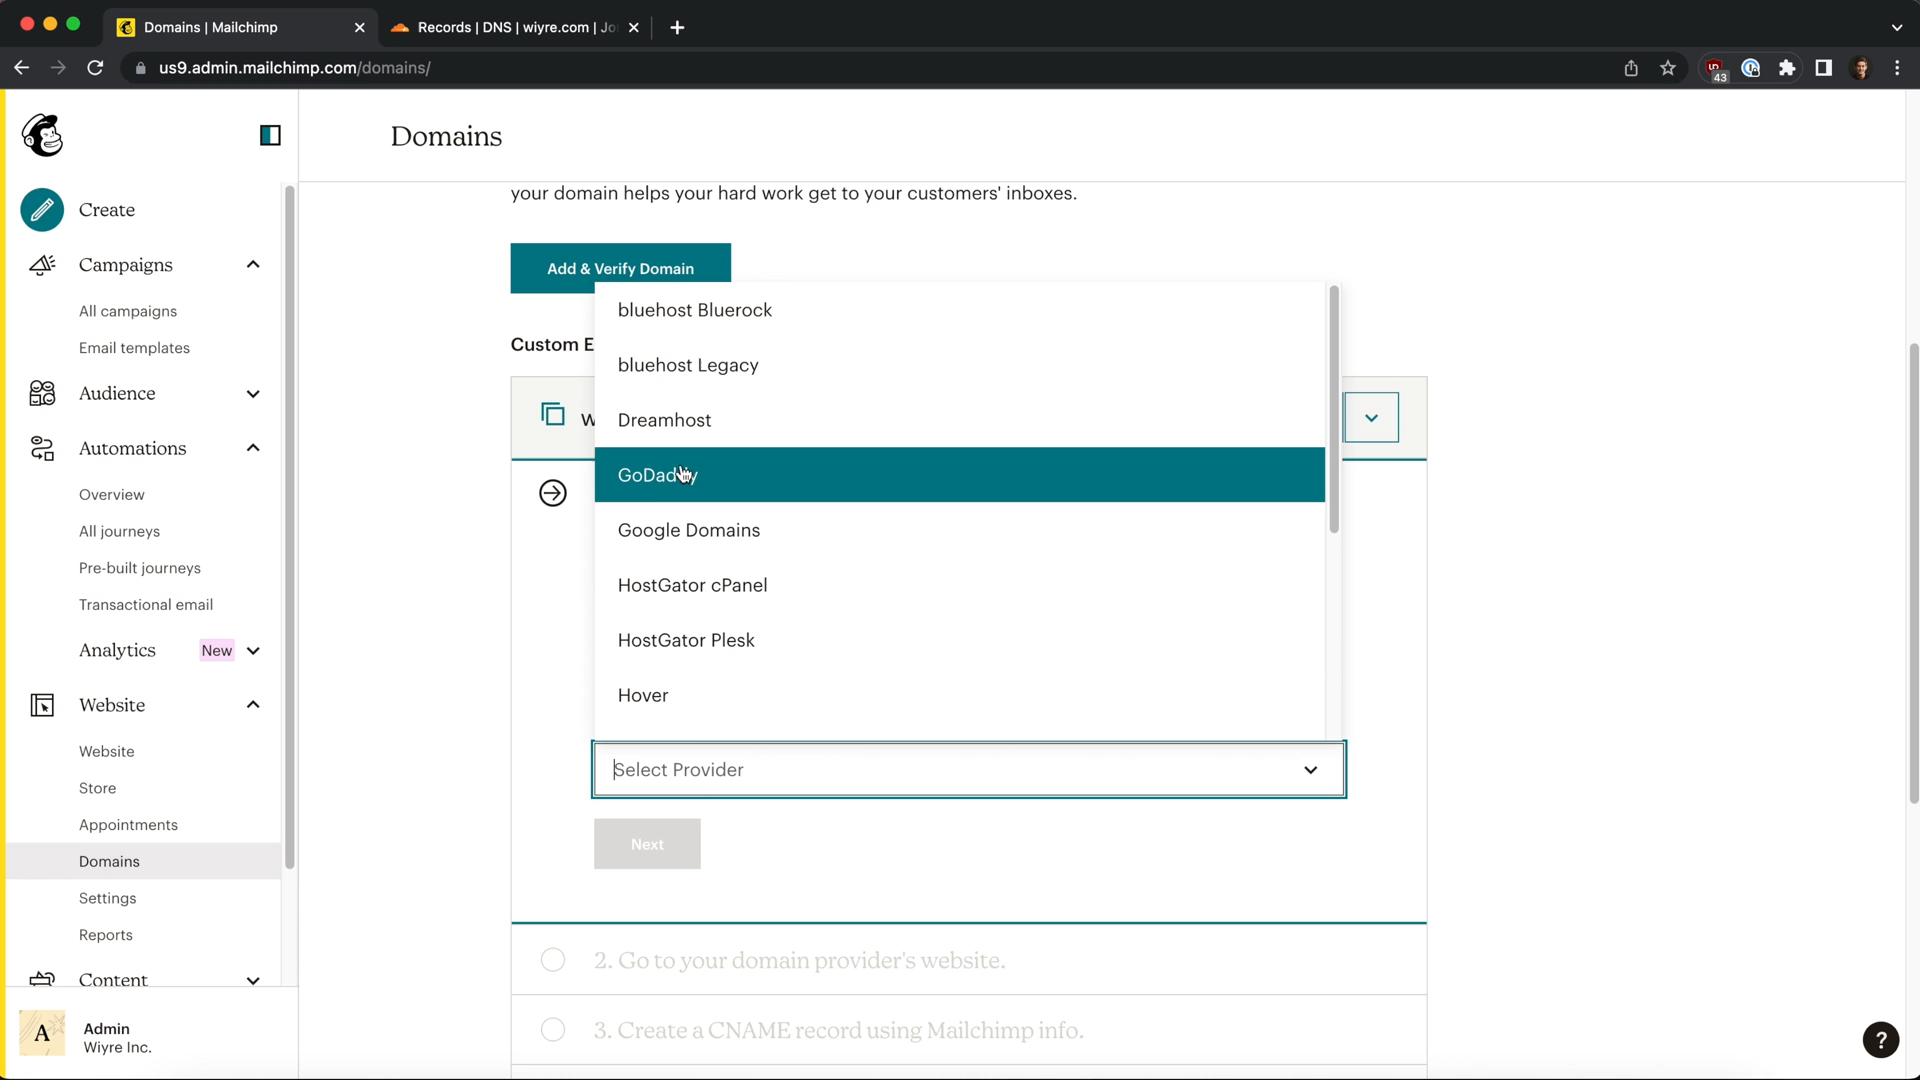 Domains | Mailchimp
Records | DNS | wiyre.com | Jo
us9.admin.mailchimp.com/domains/
43
Domains
Create
Campaigns
All campaigns
Email templates
Audience
Automations
Overview
All journeys
Pre-built journeys
Transactional email
Analytics New
Website
Website
Store
Appointments
Domains
Settings
Reports
Content
A
Admin
Wiyre Inc.
your domain helps your hard work get to your customers' inboxes.
Add & Verify Domain
Custom E
W
bluehost Bluerock
bluehost Legacy
Dreamhost
GoDaddy
Google Domains
HostGator cPanel
HostGator Plesk
Hover
Select Provider
Next
2. Go to your domain provider's website.
3. Create a CNAME record using Mailchimp info.
?